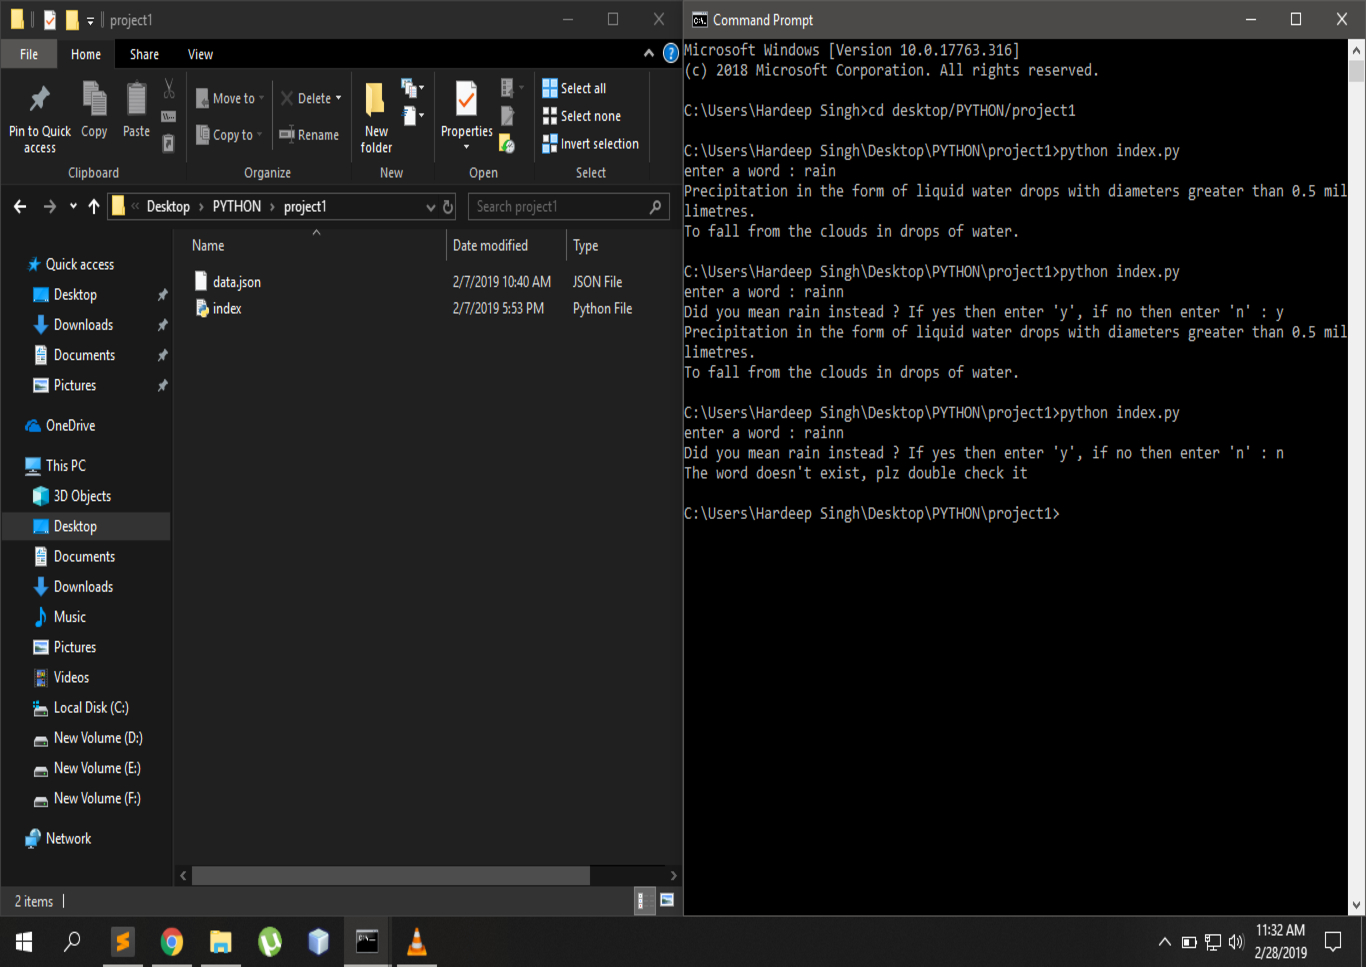 project1
File
Home
Share
View
Pin to Quick access
Copy
Paste
Clipboard
Move to
Copy to
Delete
Rename
Organize
New folder
New
Properties
Open
Select all
Select none
Invert selection
Select
Desktop > PYTHON > project1
Search project1
Name
Date modified
Type
data.json
2/7/2019 10:40 AM
JSON File
index
2/7/2019 5:53 PM
Python File
Quick access
Desktop
Downloads
Documents
Pictures
OneDrive
This PC
3D Objects
Desktop
Documents
Downloads
Music
Pictures
Videos
Local Disk (C:)
New Volume (D:)
New Volume (E:)
New Volume (F:)
Network
2 items
Command Prompt
Microsoft Windows [Version 10.0.17763.316]
(c) 2018 Microsoft Corporation. All rights reserved.
C:\Users\Hardeep Singh>cd desktop/PYTHON/project1
C:\Users\Hardeep Singh\Desktop\PYTHON\project1>python index.py
enter a word : rain
Precipitation in the form of liquid water drops with diameters greater than 0.5 mil
limetres.
To fall from the clouds in drops of water.
C:\Users\Hardeep Singh\Desktop\PYTHON\project1>python index.py
enter a word : rainn
Did you mean rain instead ? If yes then enter 'y', if no then enter 'n' : y
Precipitation in the form of liquid water drops with diameters greater than 0.5 mil
limetres.
To fall from the clouds in drops of water.
C:\Users\Hardeep Singh\Desktop\PYTHON\project1>python index.py
enter a word : rainn
Did you mean rain instead ? If yes then enter 'y', if no then enter 'n' : n
The word doesn't exist, plz double check it
C:\Users\Hardeep Singh\Desktop\PYTHON\project1>
11:32 AM
2/28/2019